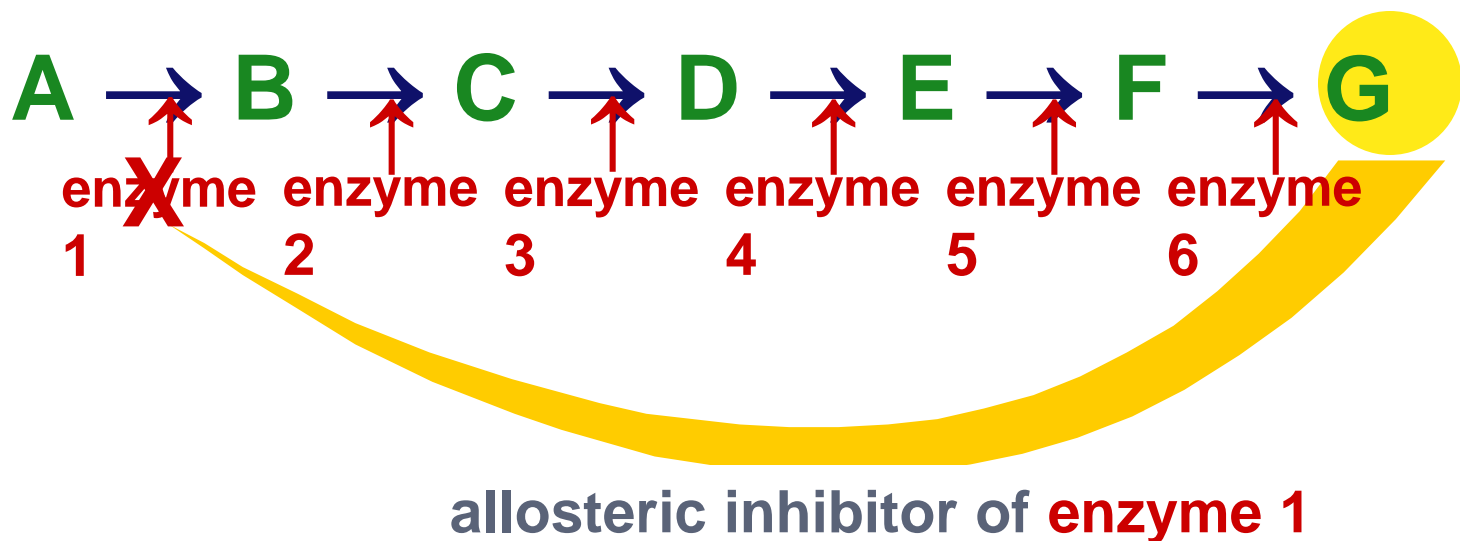 A → B → C → D → E → F → G
enzyme enzyme enzyme enzyme enzyme enzyme
X
1 2 3 4 5 6
allosteric inhibitor of enzyme 1